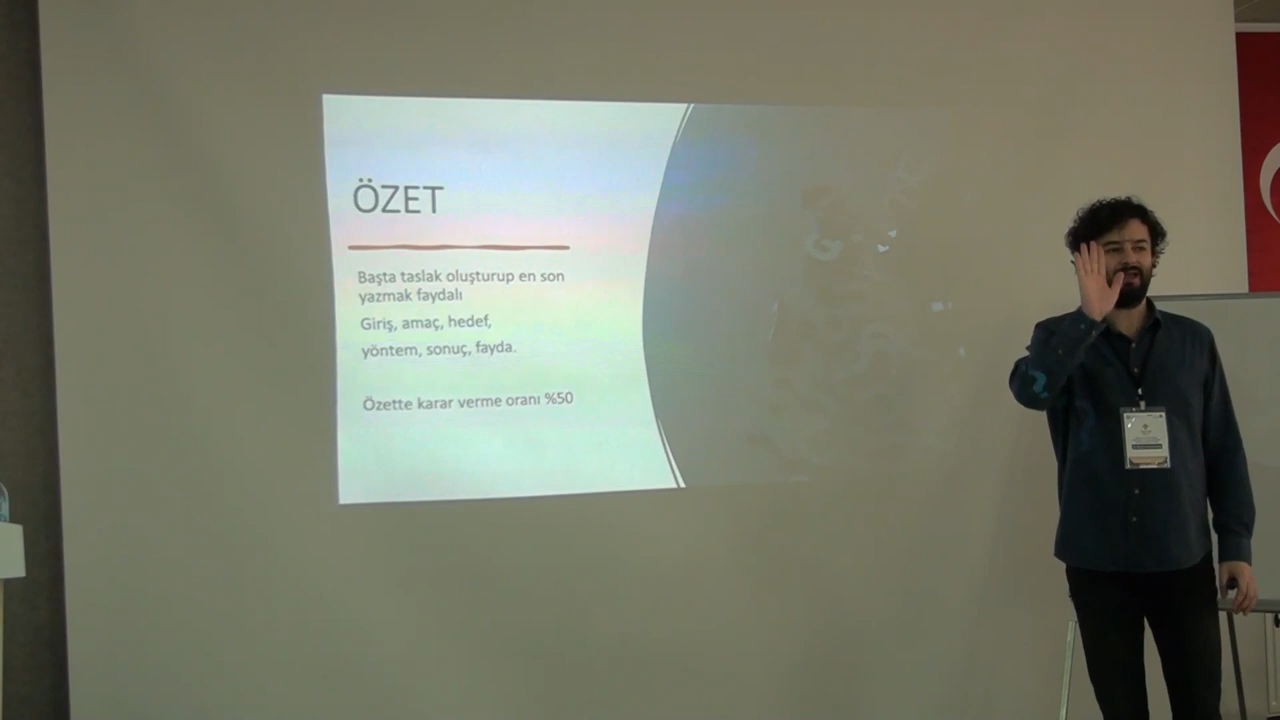 ÖZET
Başta taslak oluşturup en son
yazmak faydalı
Giriş, amaç, hedef,
yöntem, sonuç, fayda.
Özette karar verme oranı %50